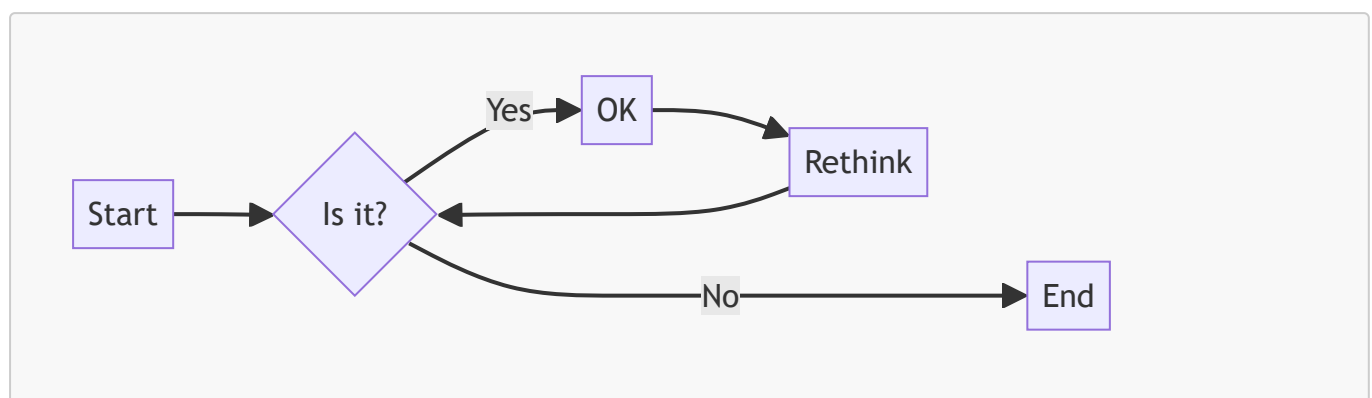 Start
Is it?
Yes
OK
Rethink
No
End